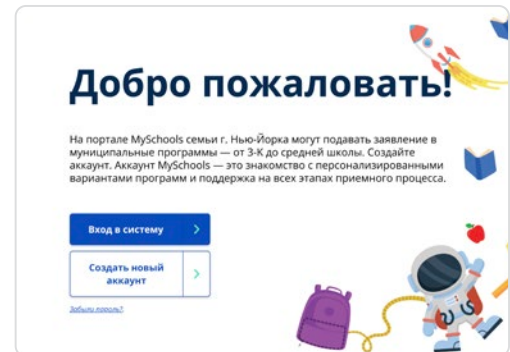 Добро пожаловать!
На портале MySchools семьи г. Нью-Йорка могут подавать заявление в
муниципальные программы — от 3-К до средней школы. Создайте
аккаунт. Аккаунт MySchools — это знакомство с персонализированными
вариантами программ и поддержка на всех этапах приемного процесса.
Вход в систему
Создать новый
аккаунт
Забыли пароль?